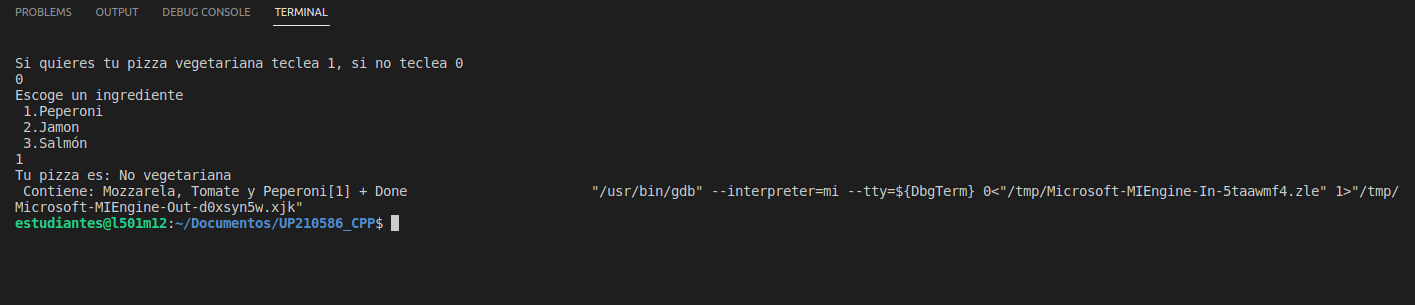 PROBLEMS OUTPUT DEBUG CONSOLE TERMINAL
Si quieres tu pizza vegetariana teclea 1, si no teclea 0
0
Escoge un ingrediente
1.Peperoni
2.Jamon
3.Salmón
1
Tu pizza es: No vegetariana
Contiene: Mozzarela, Tomate y Peperoni[1] + Done "/usr/bin/gdb" --interpreter=mi --tty=${DbgTerm} 0<"/tmp/Microsoft-MIEngine-In-5taawmf4.zle" 1>"/tmp/
Microsoft-MIEngine-Out-d0xsyn5w.xjk"
estudiantes@l501m12:~/Documentos/UP210586_CPP$